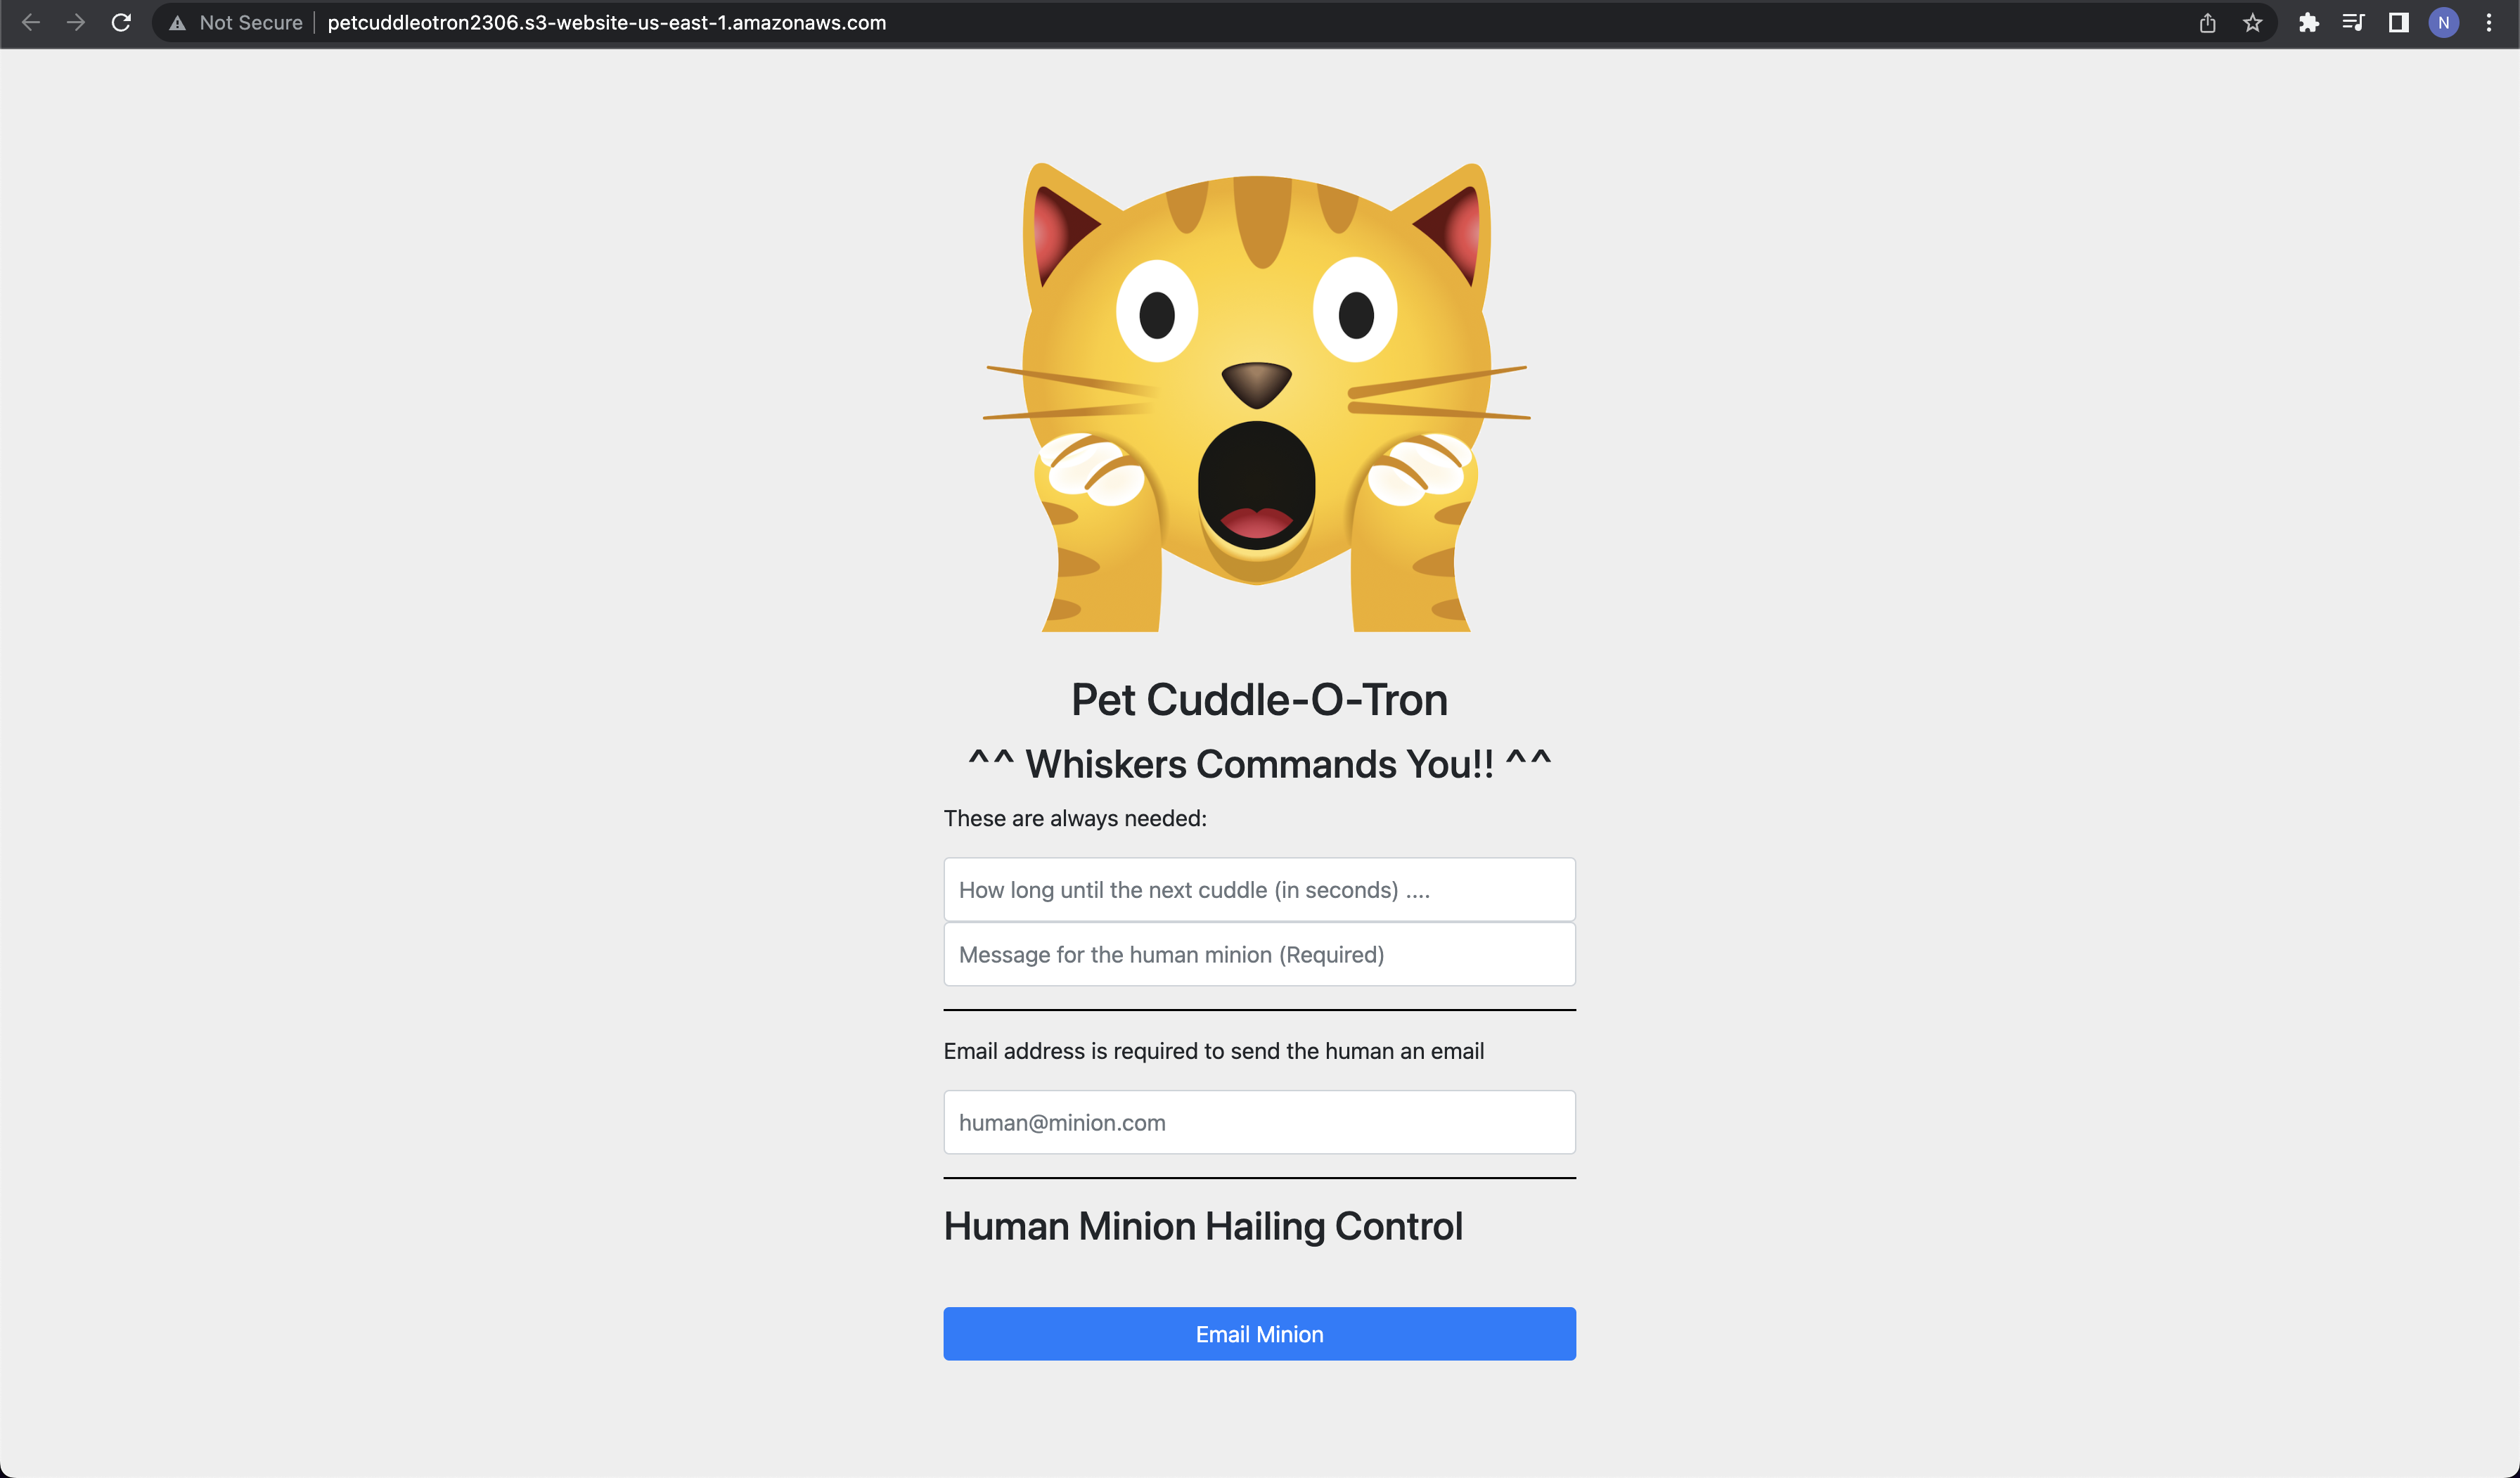 Not Secure petcuddleotron2306.s3-website-us-east-1.amazonaws.com N
Pet Cuddle-O-Tron
^^ Whiskers Commands You!! ^^
These are always needed:
How long until the next cuddle (in seconds) ....
Message for the human minion (Required)
Email address is required to send the human an email
human@minion.com
Human Minion Hailing Control
Email Minion